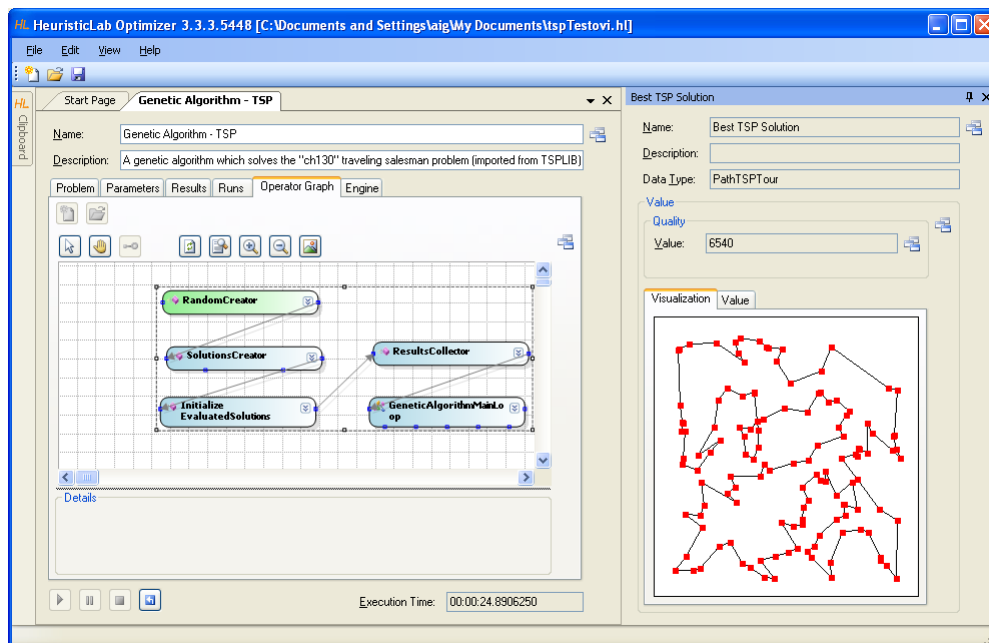 HL HeuristicLab Optimizer 3.3.3.5448 [C:\Documents and Settings\aig\My Documents\tspTestovi.hl]
File Edit View Help
HL Clipboard
Start Page Genetic Algorithm - TSP
Name: Genetic Algorithm - TSP
Description: A genetic algorithm which solves the "ch130" traveling salesman problem (imported from TSPLIB)
Problem Parameters Results Runs Operator Graph Engine
RandomCreator
SolutionsCreator
ResultsCollector
Initialize
EvaluatedSolutions
GeneticAlgorithmMainLo
op
Details
Execution Time: 00:00:24.8906250
Best TSP Solution
Name: Best TSP Solution
Description:
Data Type: PathTSPTour
Value
Quality
Value: 6540
Visualization Value